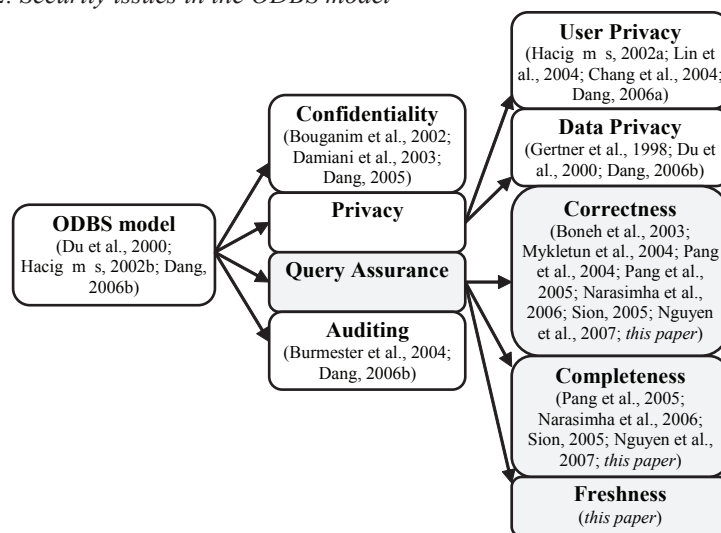 2. Security issues in the ODBS model
User Privacy
(Hacig m s, 2002a; Lin et
al., 2004; Chang et al., 2004;
Dang, 2006a)
Confidentiality
(Bouganim et al., 2002;
Damiani et al., 2003;
Dang, 2005)
Data Privacy
(Gertner et al., 1998; Du et
al., 2000; Dang, 2006b)
ODBS model
(Du et al., 2000;
Hacig m s, 2002b; Dang,
2006b)
Privacy
Query Assurance
Correctness
(Boneh et al., 2003;
Mykletun et al., 2004; Pang
et al., 2004; Pang et al.,
2005; Narasimha et al.,
2006; Sion, 2005; Nguyen
et al., 2007; this paper)
Auditing
(Burmester et al., 2004;
Dang, 2006b)
Completeness
(Pang et al., 2005;
Narasimha et al., 2006;
Sion, 2005; Nguyen et al.,
2007; this paper)
Freshness
(this paper)